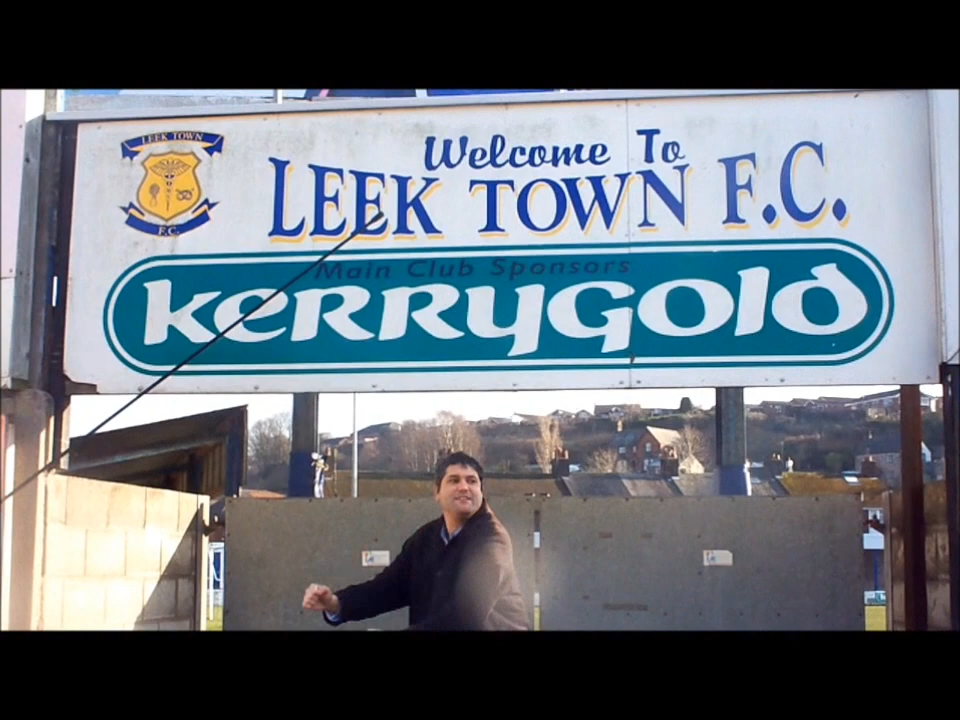 LEEK TOWN
F.C.
Welcome To
LEEK TOWN F.C.
Main Club Sponsors
kerrygold